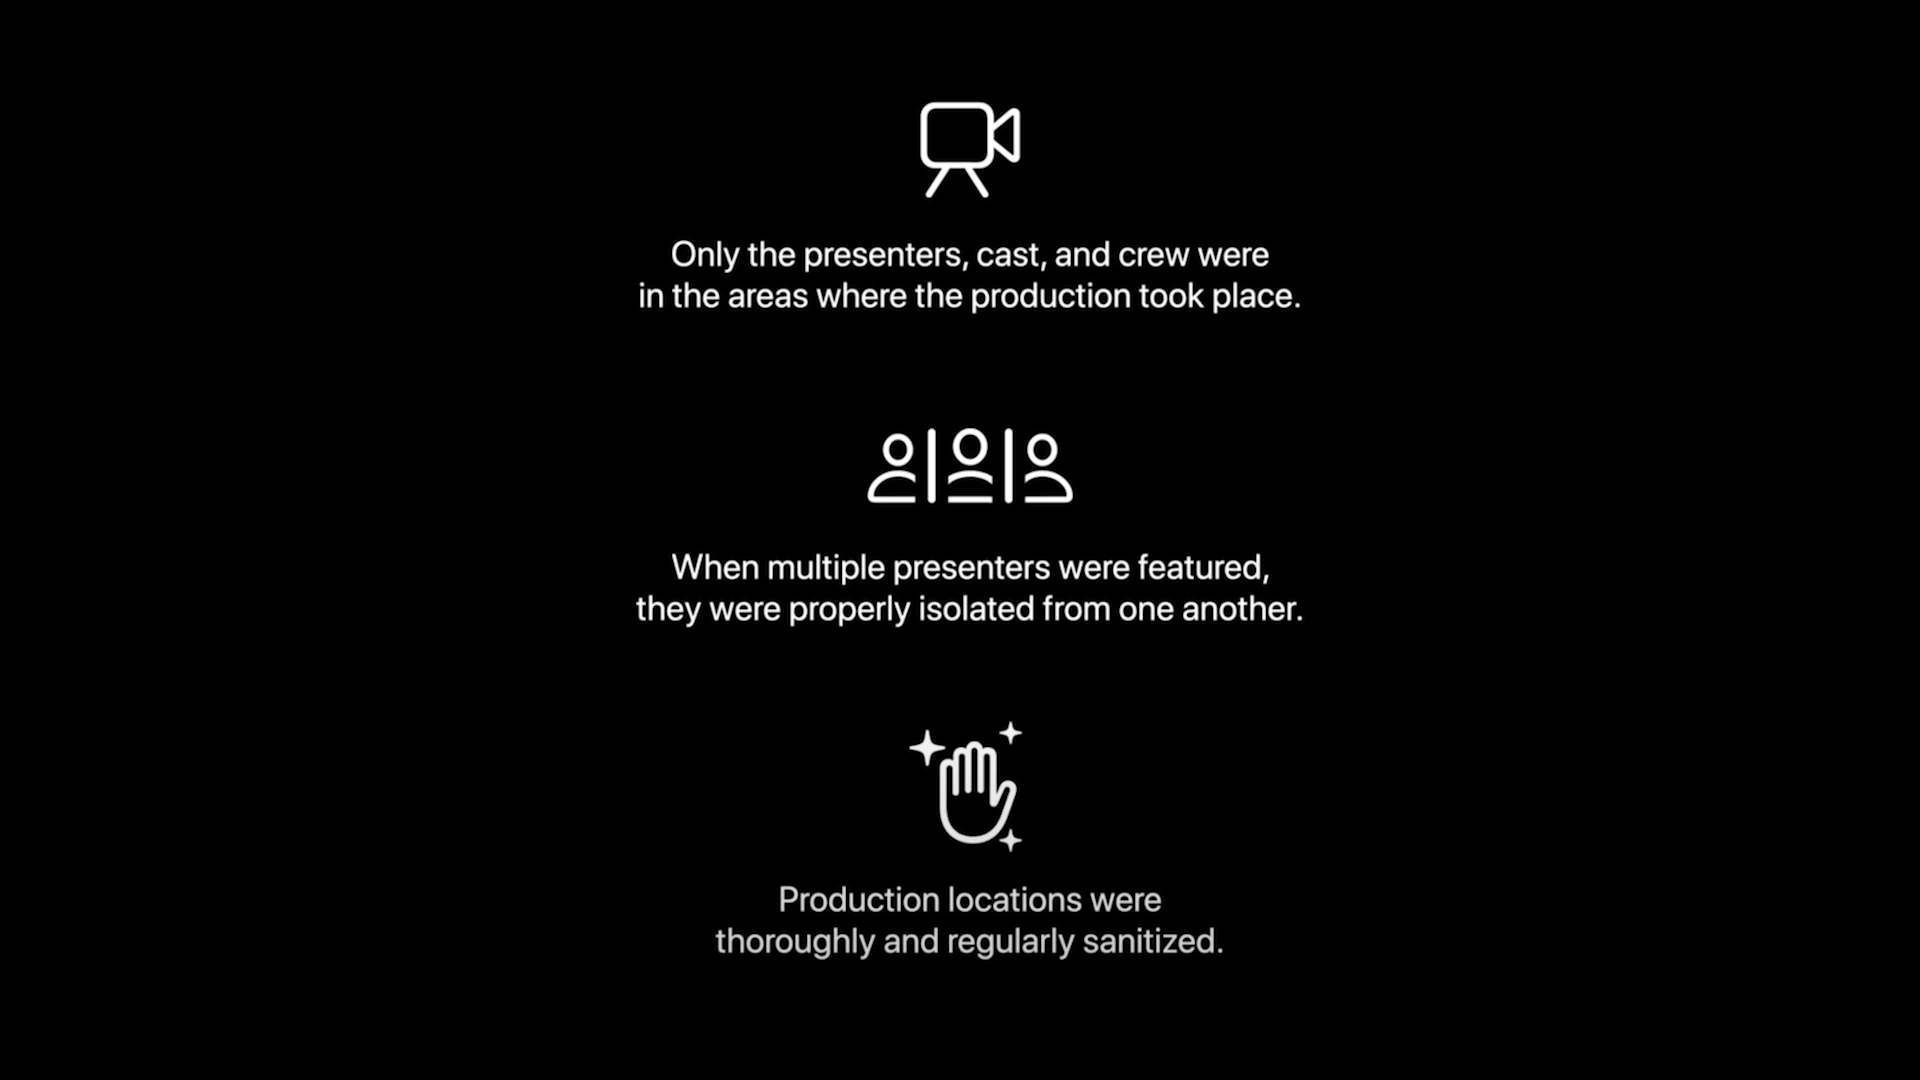 Only the presenters, cast, and crew were
in the areas where the production took place.
When multiple presenters were featured,
they were properly isolated from one another.
Production locations were
thoroughly and regularly sanitized.